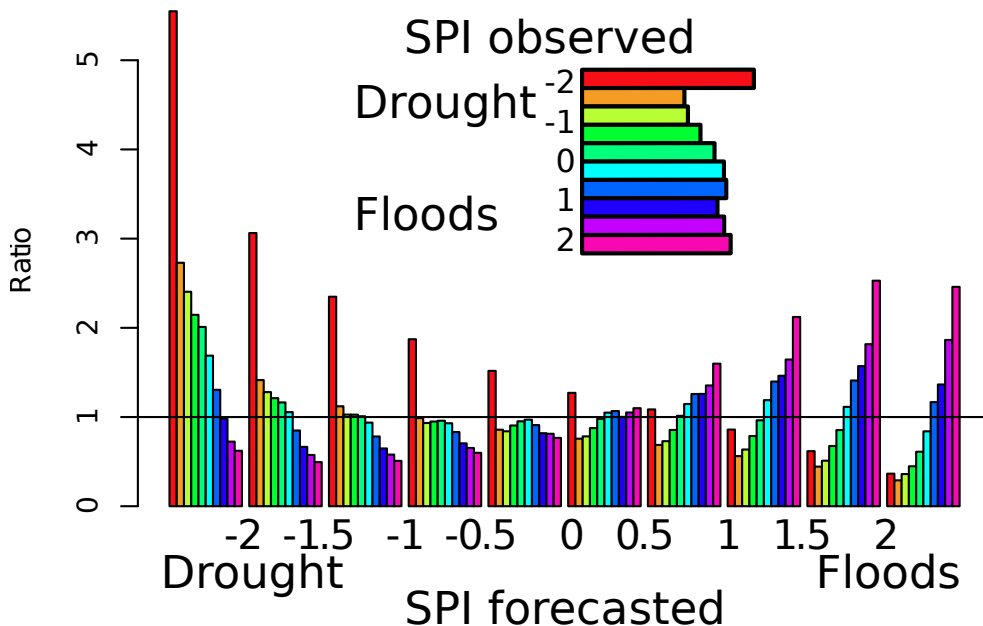 SPI observed
Drought
-2
-1
0
Floods
1
2
Ratio
5
4
3
2
1
0
-2 -1.5 -1 -0.5 0 0.5 1 1.5 2
Drought Floods
SPI forecasted